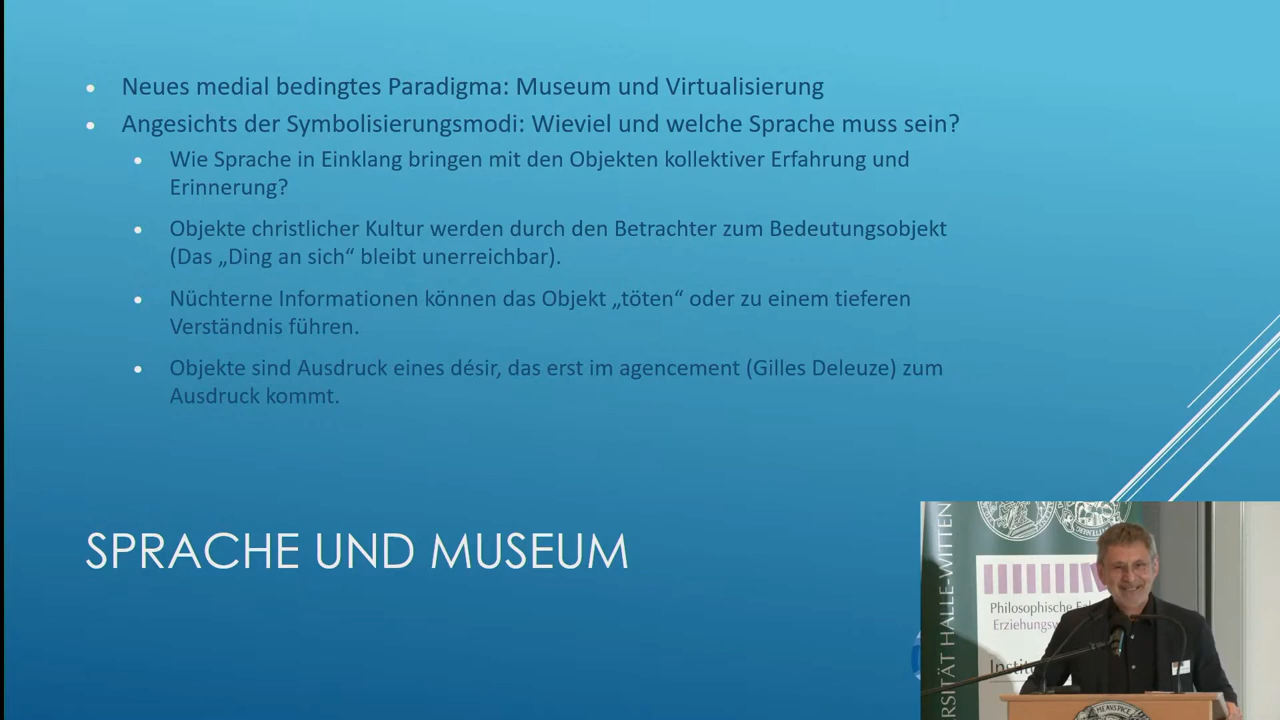 Neues medial bedingtes Paradigma: Museum und Virtualisierung
Angesichts der Symbolisierungsmodi: Wieviel und welche Sprache muss sein?
Wie Sprache in Einklang bringen mit den Objekten kollektiver Erfahrung und
Erinnerung?
Objekte christlicher Kultur werden durch den Betrachter zum Bedeutungsobjekt
(Das „Ding an sich“ bleibt unerreichbar).
Nüchterne Informationen können das Objekt „töten“ oder zu einem tieferen
Verständnis führen.
Objekte sind Ausdruck eines désir, das erst im agencement (Gilles Deleuze) zum
Ausdruck kommt.
SPRACHE UND MUSEUM
RSITÄT HALLE-WITTEN
Philosophische